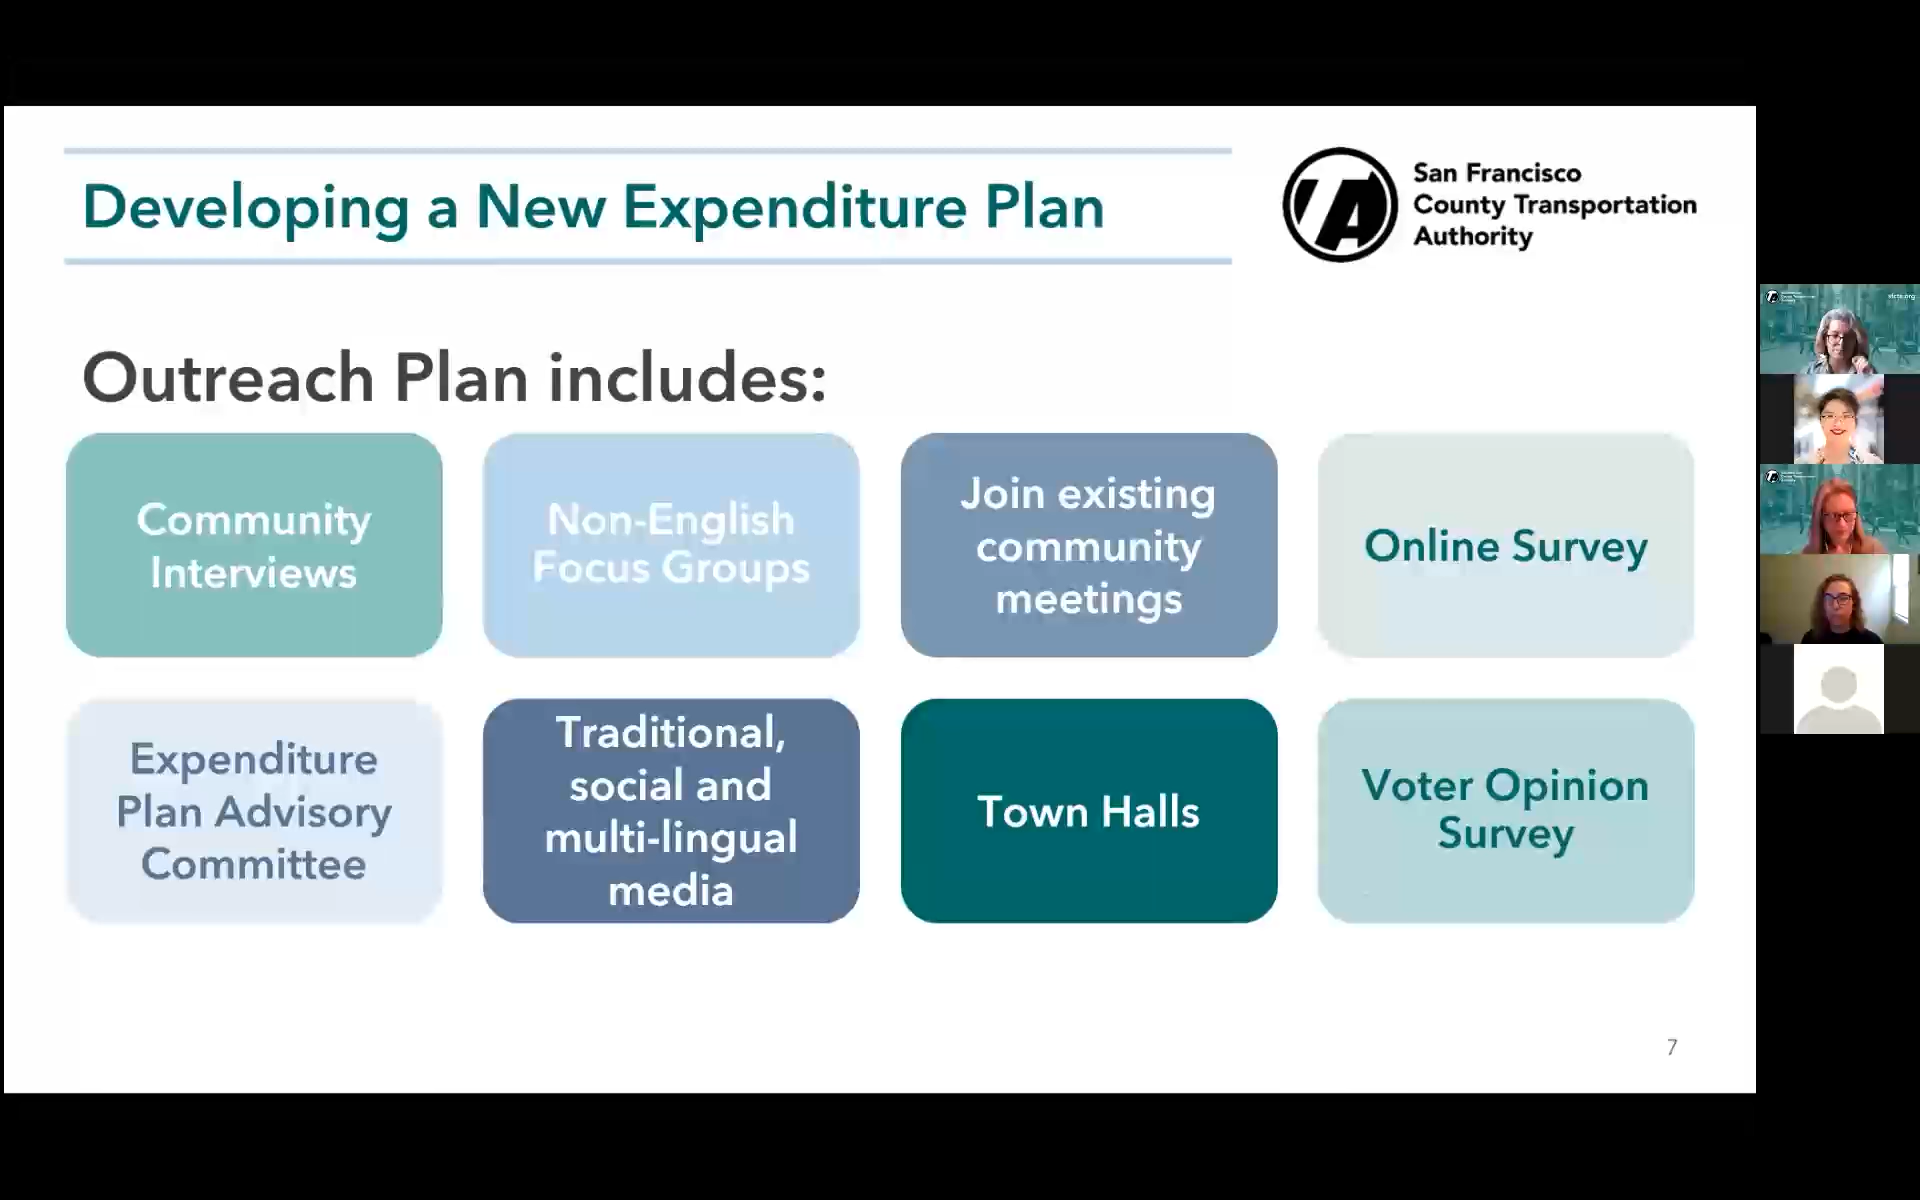 Developing a New Expenditure Plan
San Francisco
County Transportation
Authority
Outreach Plan includes:
Community
Interviews
Non-English
Focus Groups
Join existing
community
meetings
Online Survey
Expenditure
Plan Advisory
Committee
Traditional,
social and
multi-lingual
media
Town Halls
Voter Opinion
Survey
7
sfcta.org